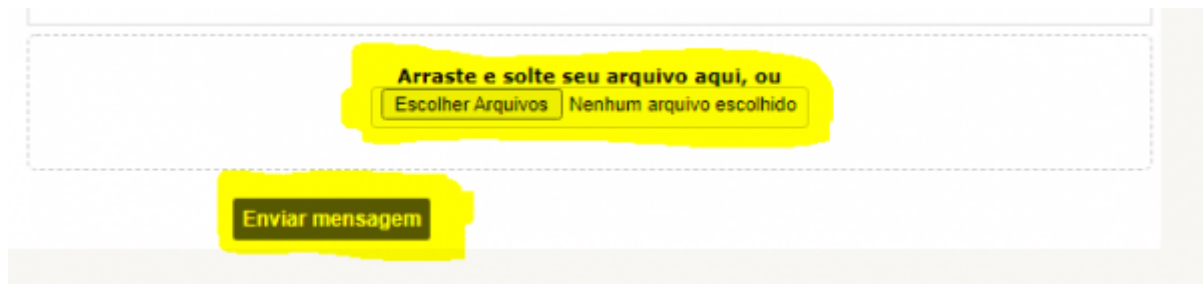 Arraste e solte seu arquivo aqui, ou
Escolher Arquivos Nenhum arquivo escolhido
Enviar mensagem